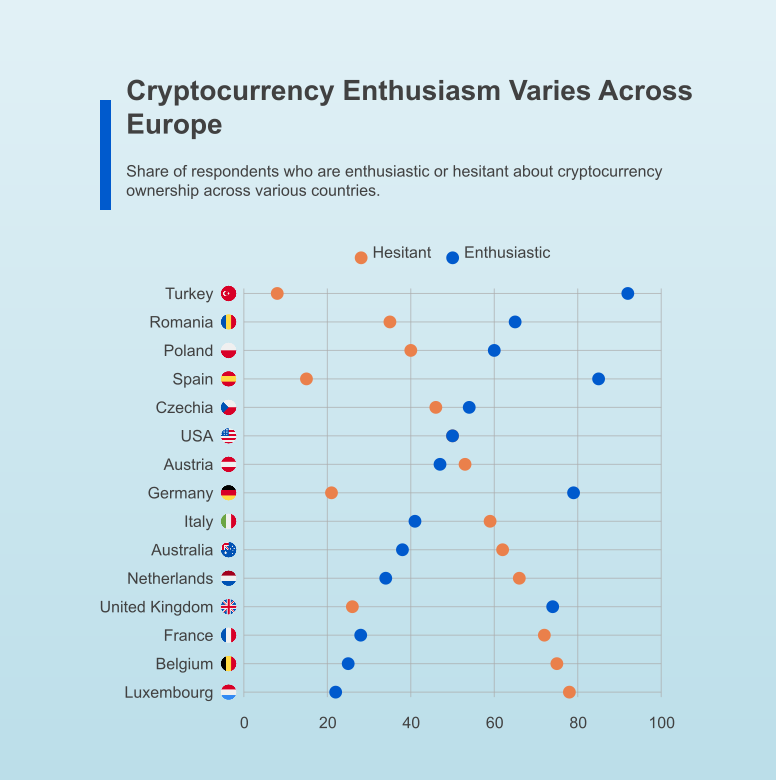 Cryptocurrency Enthusiasm Varies Across
Europe
Share of respondents who are enthusiastic or hesitant about cryptocurrency
ownership across various countries.
Hesitant Enthusiastic
Turkey
Romania
Poland
Spain
Czechia
USA
Austria
Germany
Italy
Australia
Netherlands
United Kingdom
France
Belgium
Luxembourg
0 20 40 60 80 100